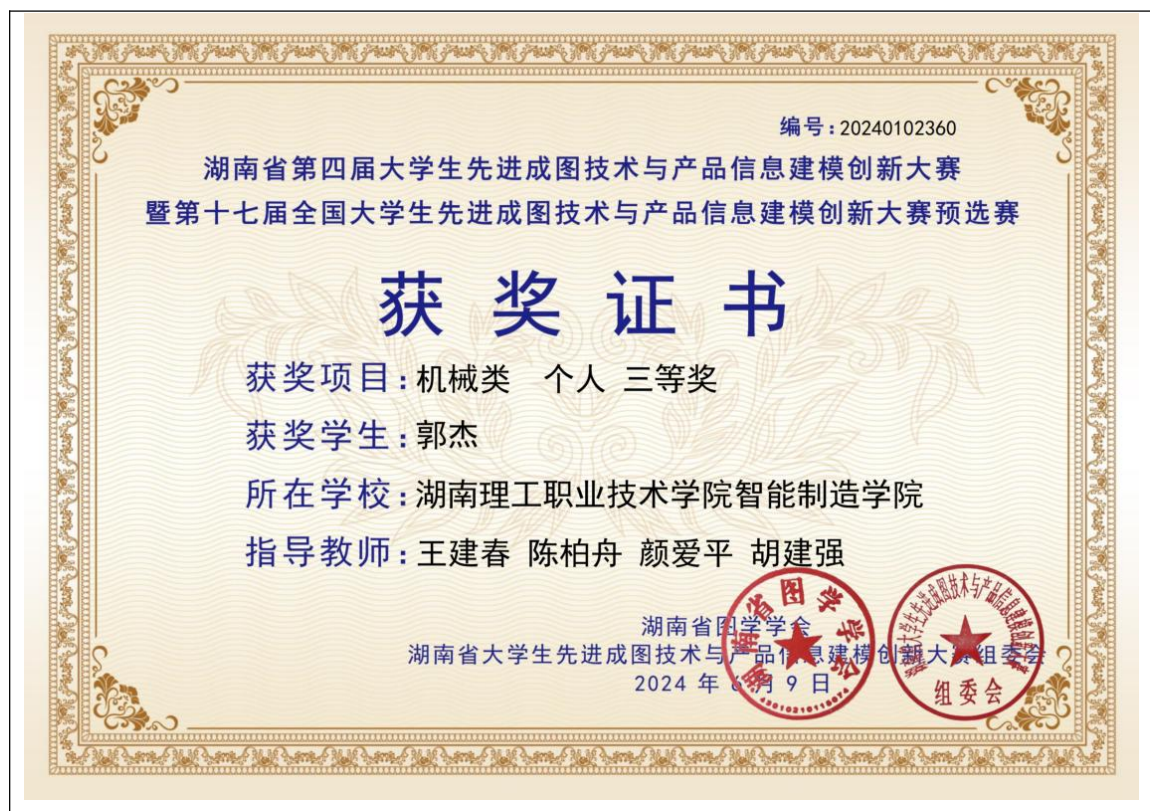 编号:20240102360
湖南省第四届大学生先进成图技术与产品信息建模创新大赛
暨第十七届全国大学生先进成图技术与产品信息建模创新大赛预选赛
获奖证书
获奖项目:机械类 个人 三等奖
获奖学生:郭杰
所在学校:湖南理工职业技术学院智能制造学院
指导教师:王建春 陈柏舟 颜爱平 胡建强
湖南省图学学会
湖南省大学生先进成图技术与产品信息建模创新大赛组委会
2024 年 6 月 9 日
湖南省图学学会
组委会